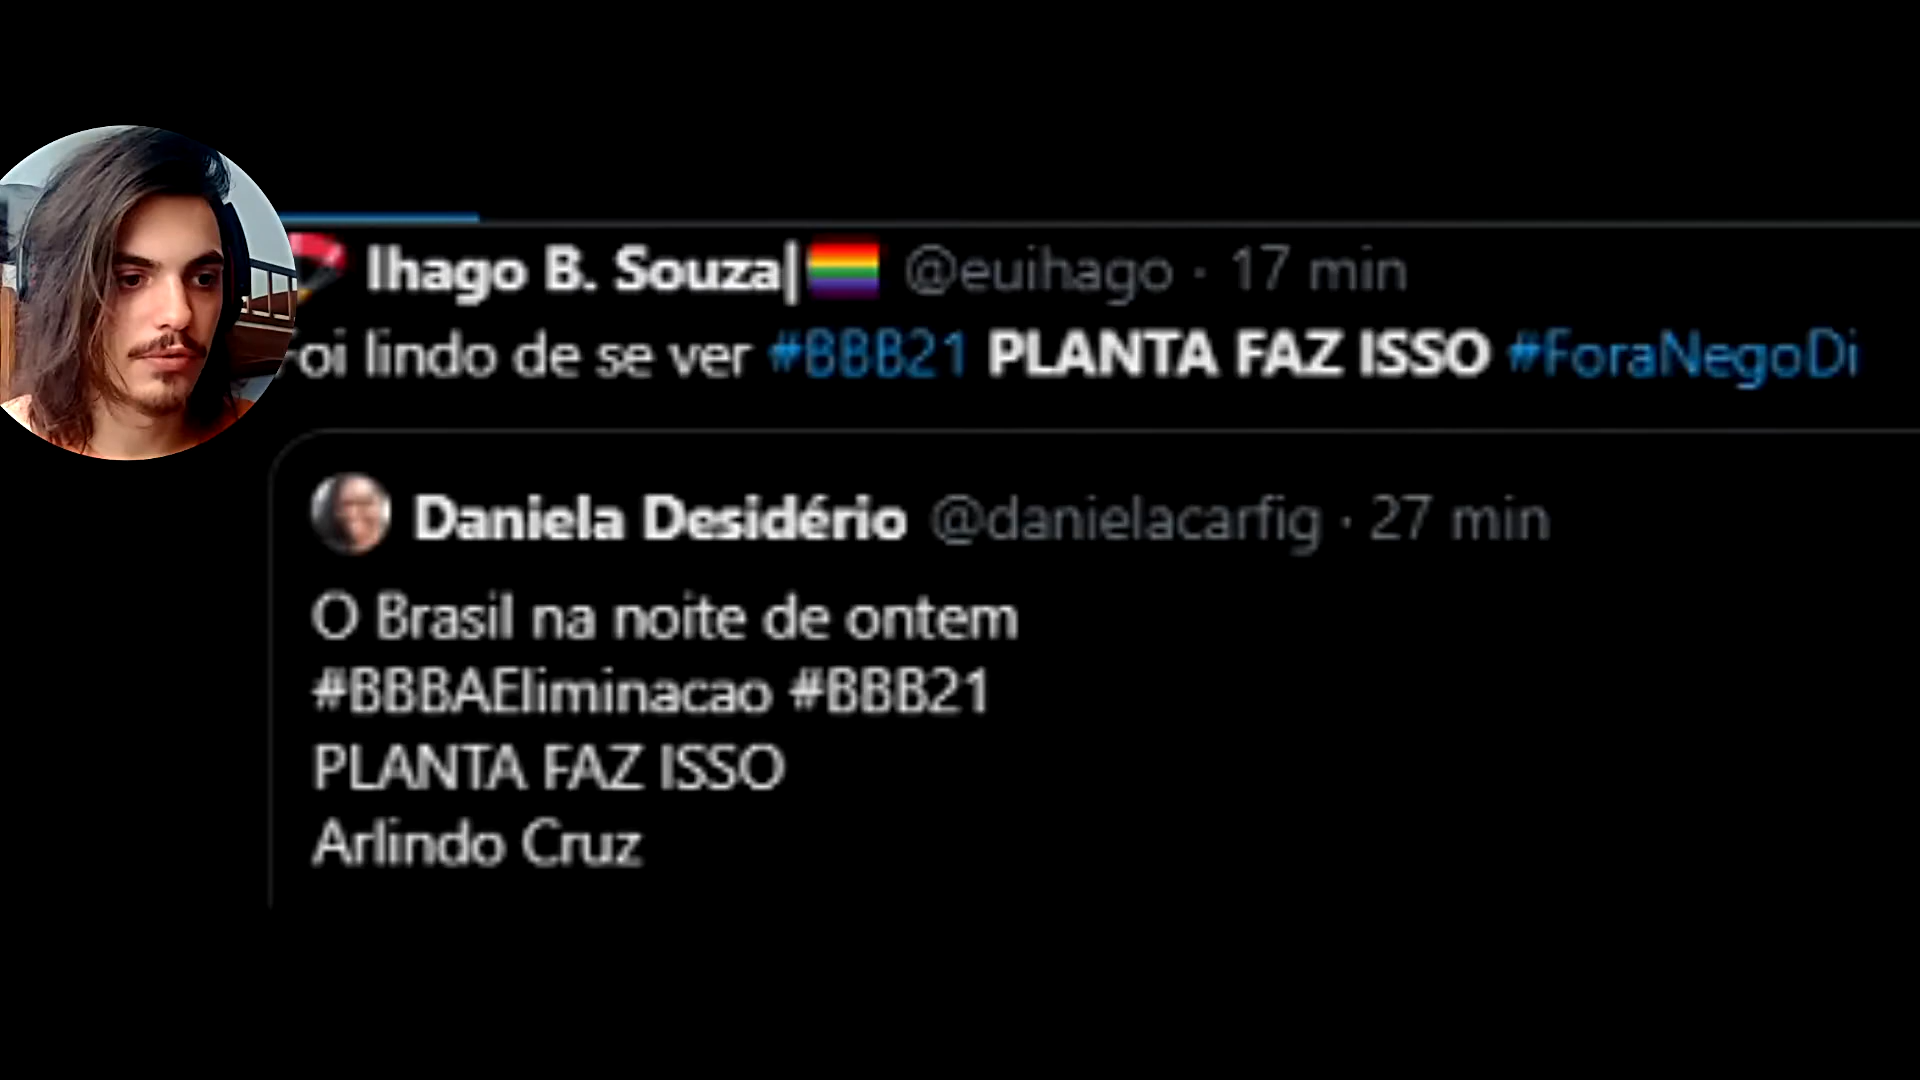 Ihago B. Souza| @euihago · 17 min
oi lindo de se ver #BBB21 PLANTA FAZ ISSO #ForaNegoDi
Daniela Desidério @danielacarfig · 27 min
O Brasil na noite de ontem
#BBBAEliminacao #BBB21
PLANTA FAZ ISSO
Arlindo Cruz